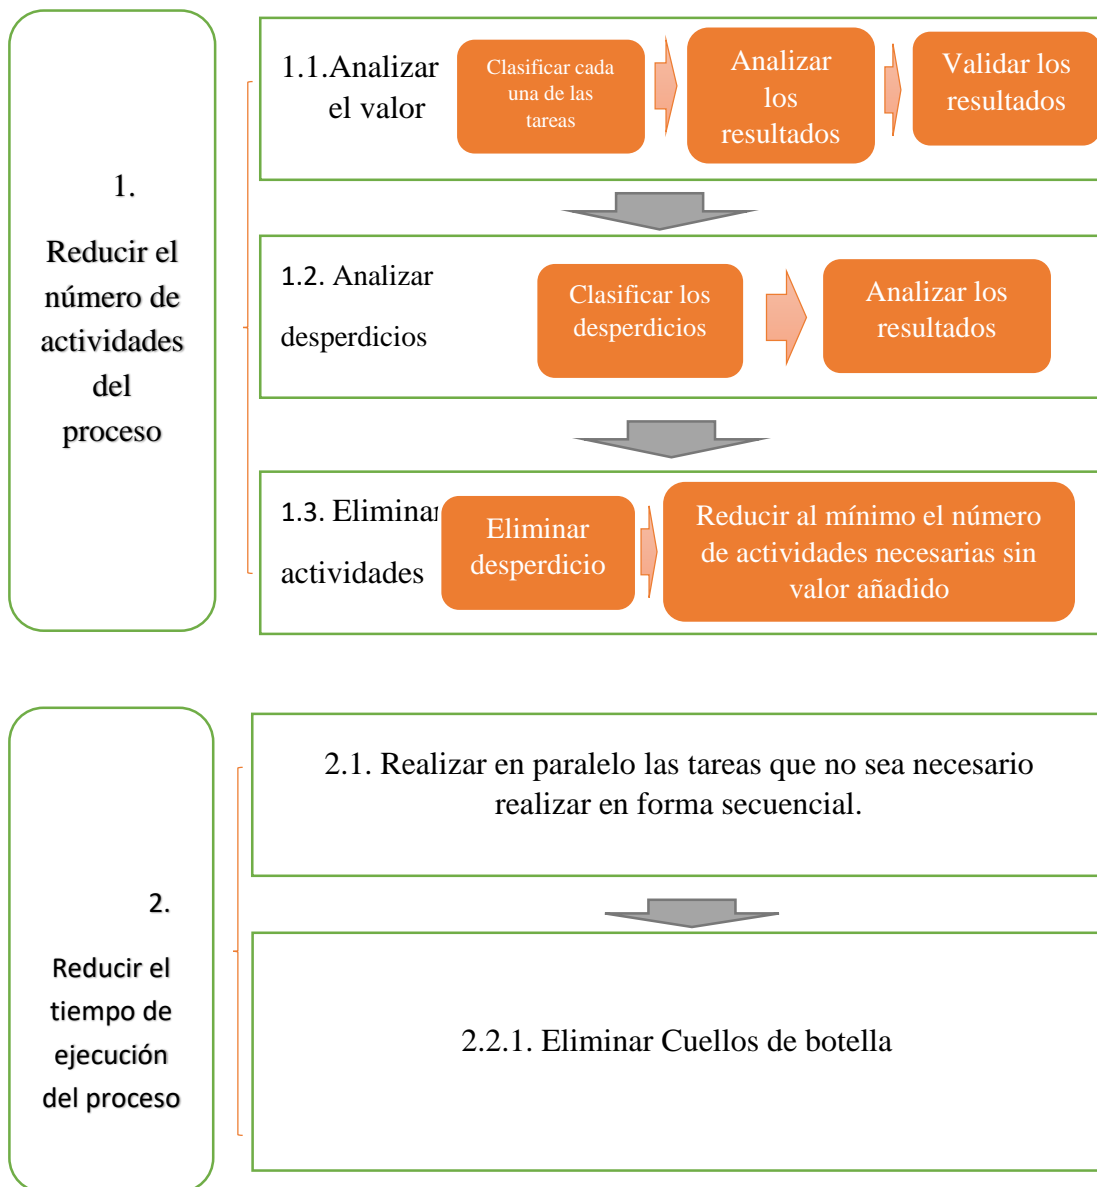 1.
Reducir el
número de
actividades
del
proceso
1.1.Analizar
el valor
Clasificar cada
una de las
tareas
Analizar
los
resultados
Validar los
resultados
1.2. Analizar
desperdicios
Clasificar los
desperdicios
Analizar los
resultados
1.3. Eliminar
actividades
Eliminar
desperdicio
Reducir al mínimo el número
de actividades necesarias sin
valor añadido
2.
Reducir el
tiempo de
ejecución
del proceso
2.1. Realizar en paralelo las tareas que no sea necesario
realizar en forma secuencial.
2.2.1. Eliminar Cuellos de botella